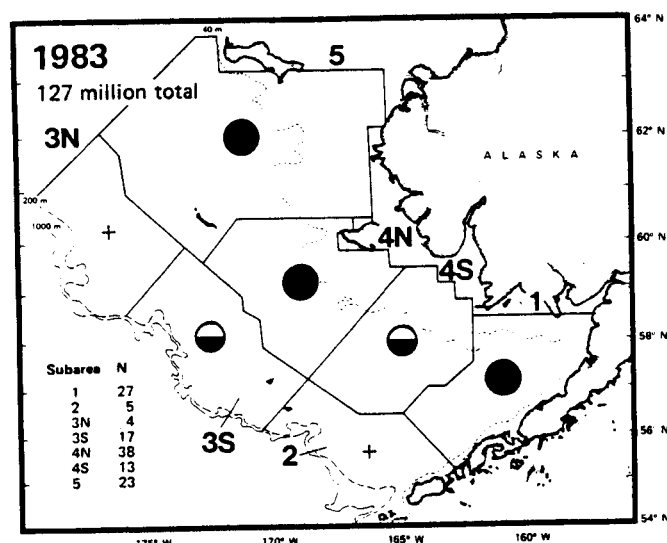 64° N
40 m
1983
5
127 million total
62° N
3N
ALASKA
200 m
1000 m
4N
60° N
4S
1
58° N
Subarea N
1 27
2 5
3N 4
3S 17
4N 38
4S 13
5 23
56° N
3S
2
54° N
175° W 170° W 165° W 160° W